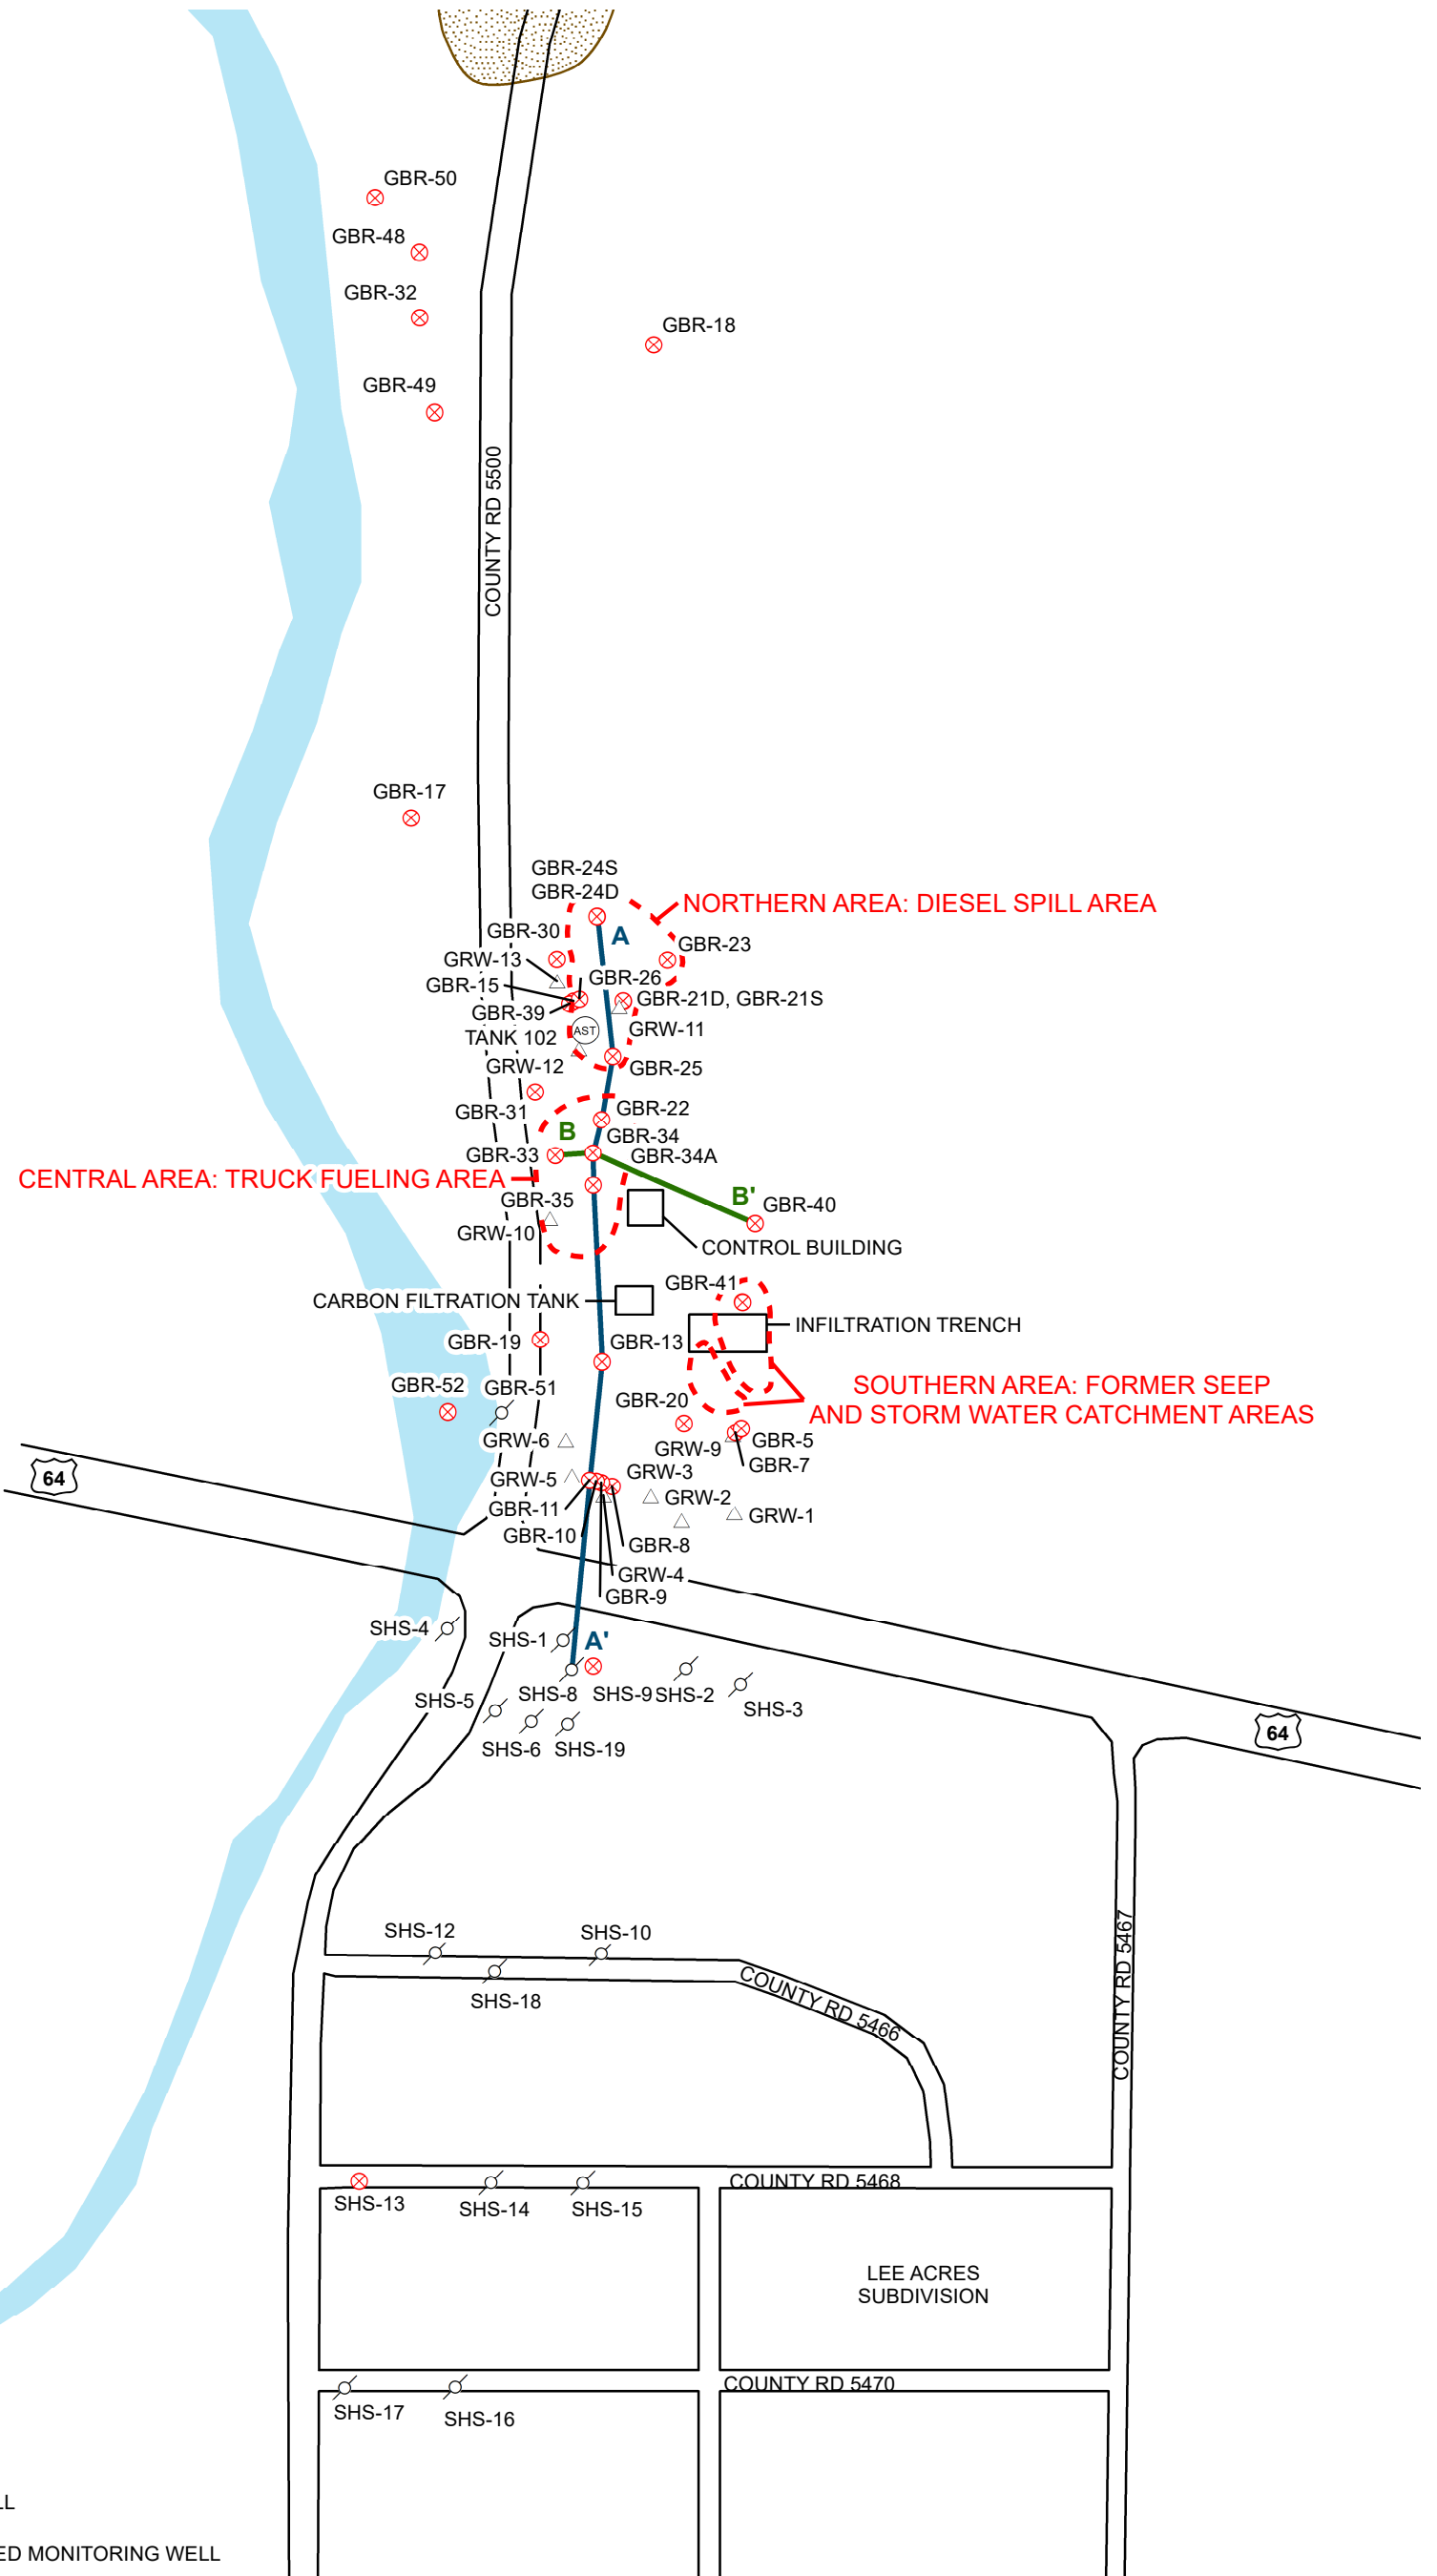 GBR-50
GBR-48
GBR-32
GBR-18
GBR-49
COUNTY RD 5500
GBR-17
GBR-24S
GBR-24D
NORTHERN AREA: DIESEL SPILL AREA
GBR-30
A
GBR-23
GRW-13
GBR-26
GBR-15
GBR-21D, GBR-21S
GBR-39
AST
GRW-11
TANK 102
GRW-12
GBR-25
GBR-31
GBR-22
B
GBR-34
GBR-33
GBR-34A
CENTRAL AREA: TRUCK FUELING AREA
GBR-35
B'
GBR-40
GRW-10
CONTROL BUILDING
GBR-41
CARBON FILTRATION TANK
INFILTRATION TRENCH
GBR-19
GBR-13
GBR-52
GBR-51
SOUTHERN AREA: FORMER SEEP
AND STORM WATER CATCHMENT AREAS
GBR-20
GRW-6
GRW-9
GBR-5
GBR-7
64
GRW-5
GRW-3
GRW-2
GBR-11
GRW-1
GBR-10
GBR-8
GRW-4
GBR-9
SHS-4
SHS-1
A'
SHS-5
SHS-8
SHS-9
SHS-2
SHS-3
64
SHS-6
SHS-19
SHS-12
SHS-10
SHS-18
COUNTY RD 5466
COUNTY RD 5467
COUNTY RD 5468
SHS-13
SHS-14
SHS-15
LEE ACRES
SUBDIVISION
COUNTY RD 5470
SHS-17
SHS-16
MONITORING WELL